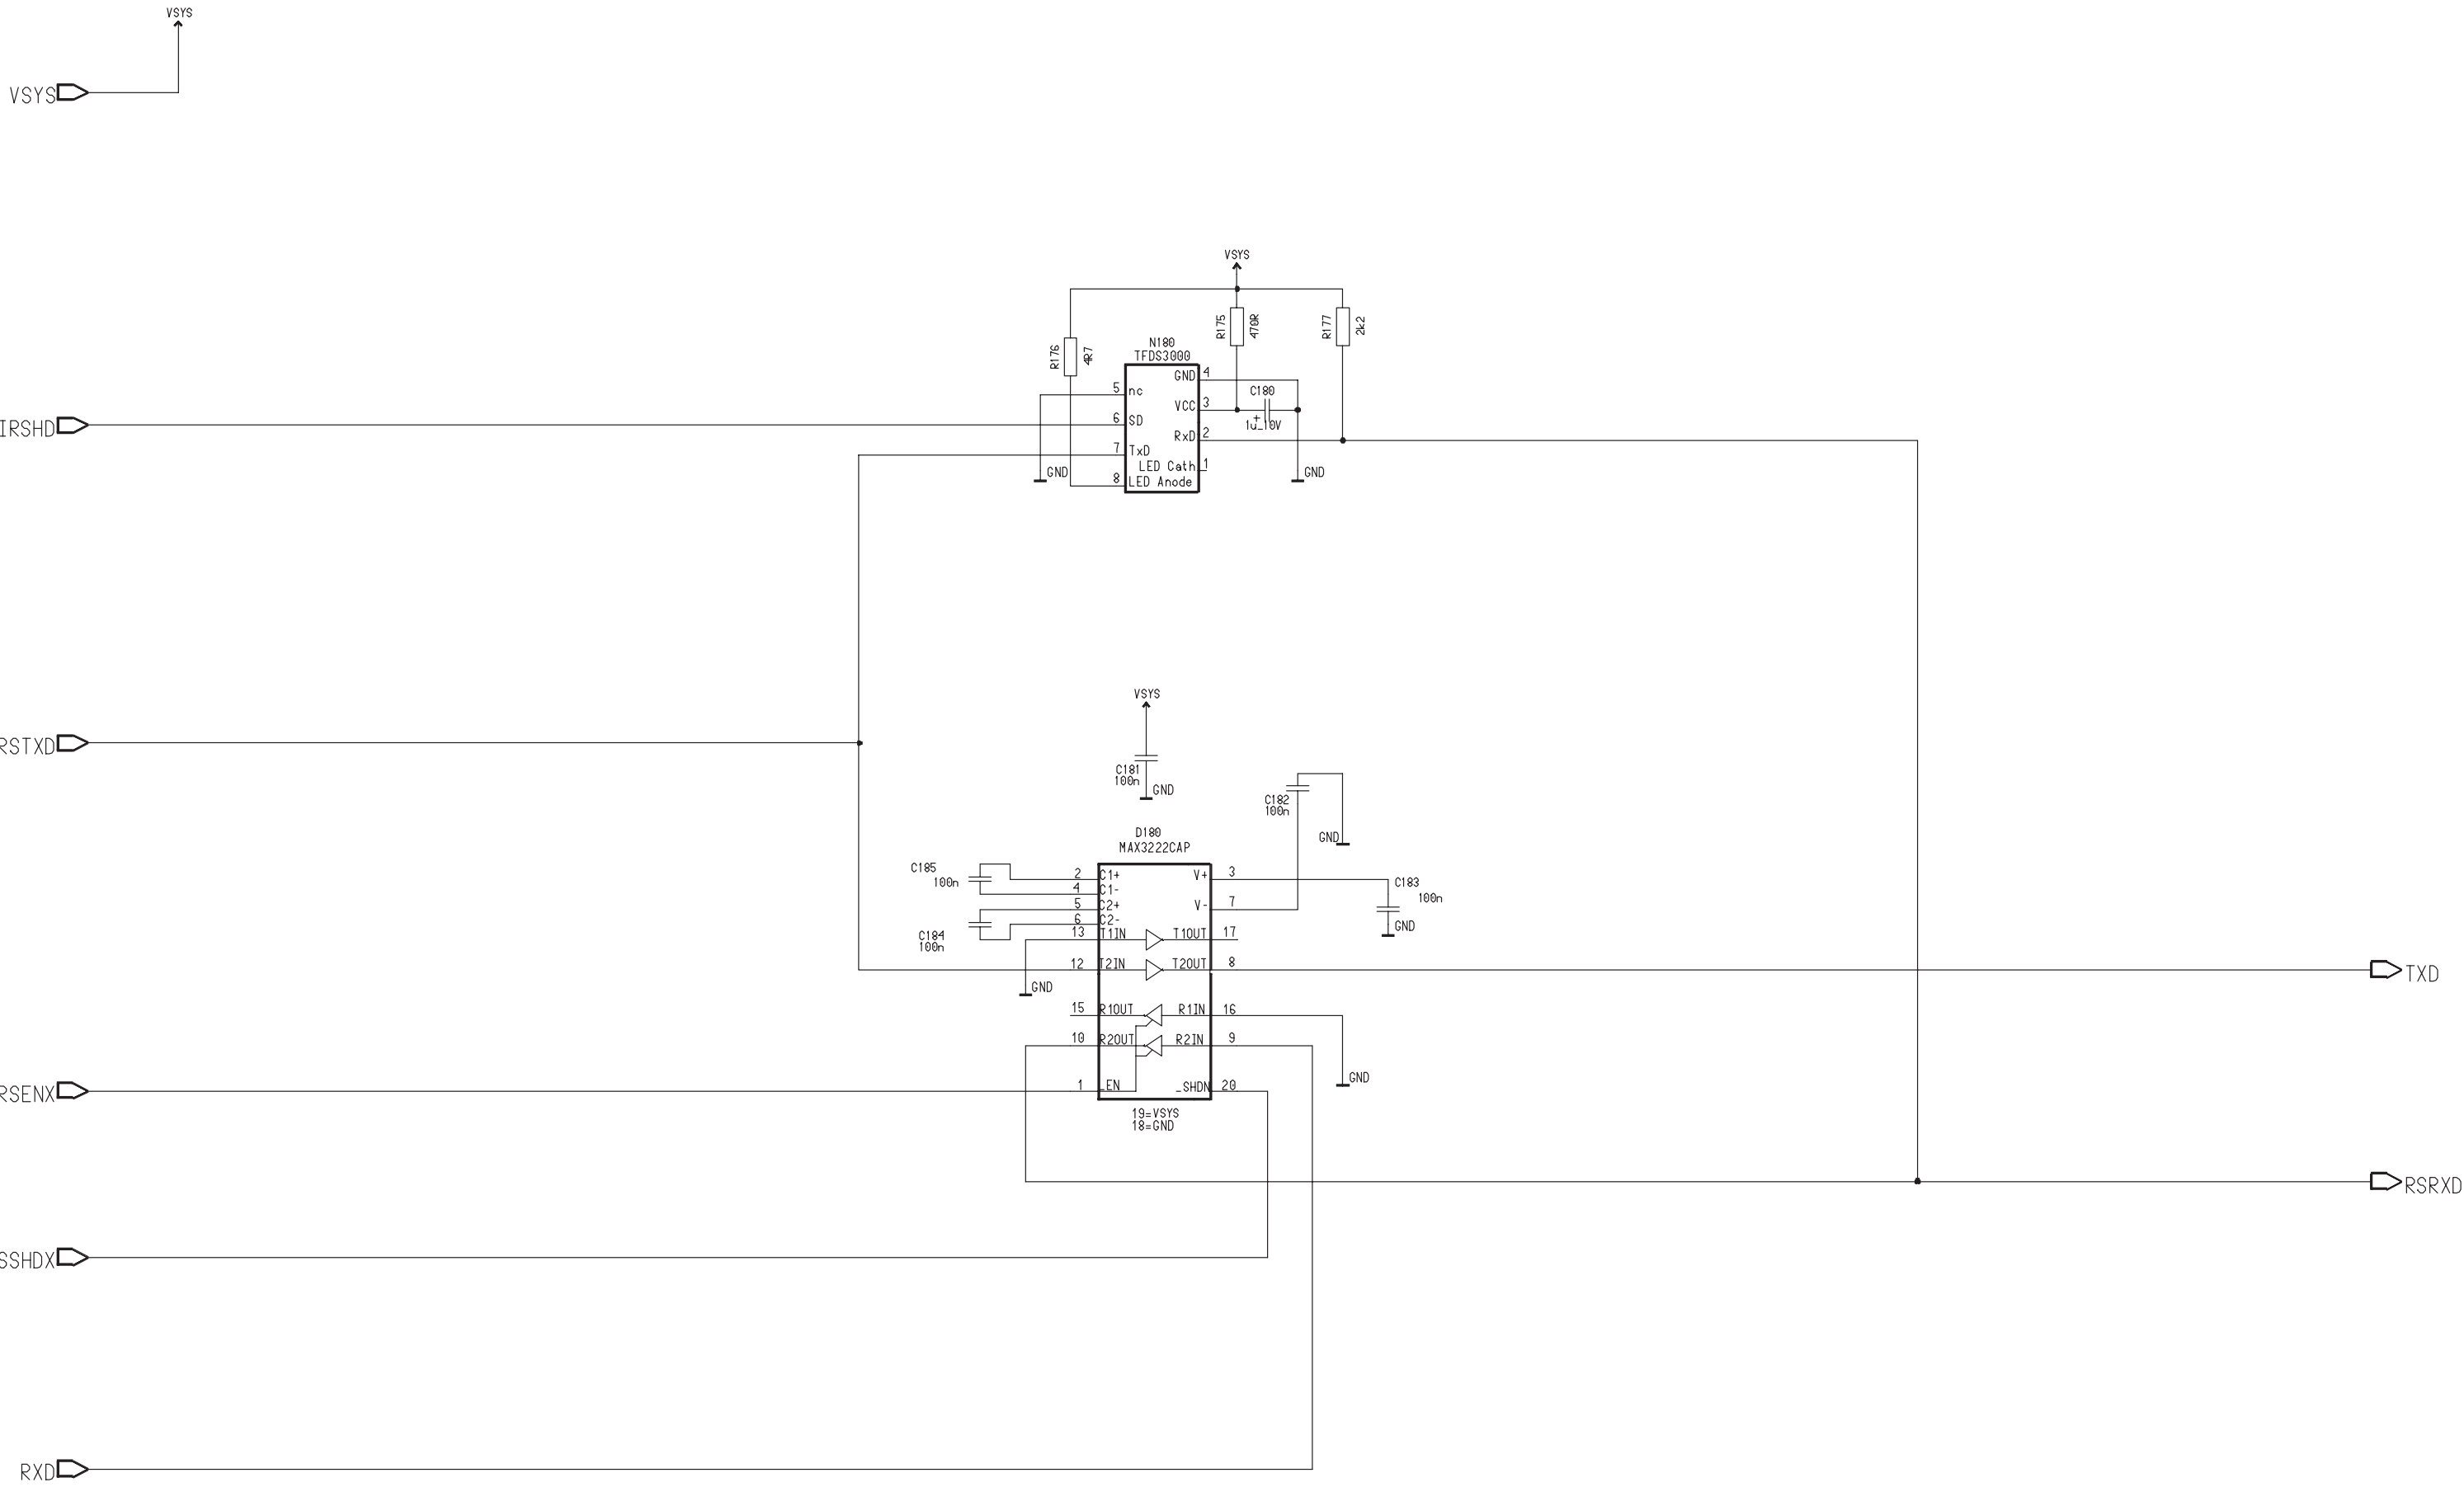 VSYS
VSYS
VSYS
R176
4R7
R175
470R
R177
2k2
N180
TFDS3000
GND 4
5 nc
C180
VCC 3
+
1u_10V
IRSHD
6 SD
RxD 2
7 TxD
LED Cath 1
8 LED Anode
GND
GND
VSYS
RSTXD
C181
100n
GND
C182
100n
GND
D180
MAX3222CAP
C185
100n
2 C1+
V+ 3
4 C1-
C183
100n
5 C2+
V- 7
6 C2-
GND
C184
100n
13 T1IN
T1OUT 17
12 T2IN
T2OUT 8
TXD
GND
15 R1OUT
R1IN 16
10 R2OUT
R2IN 9
GND
RSENX
1 _EN
_SHDN 20
19=VSYS
18=GND
RSRXD
SSHDX
RXD